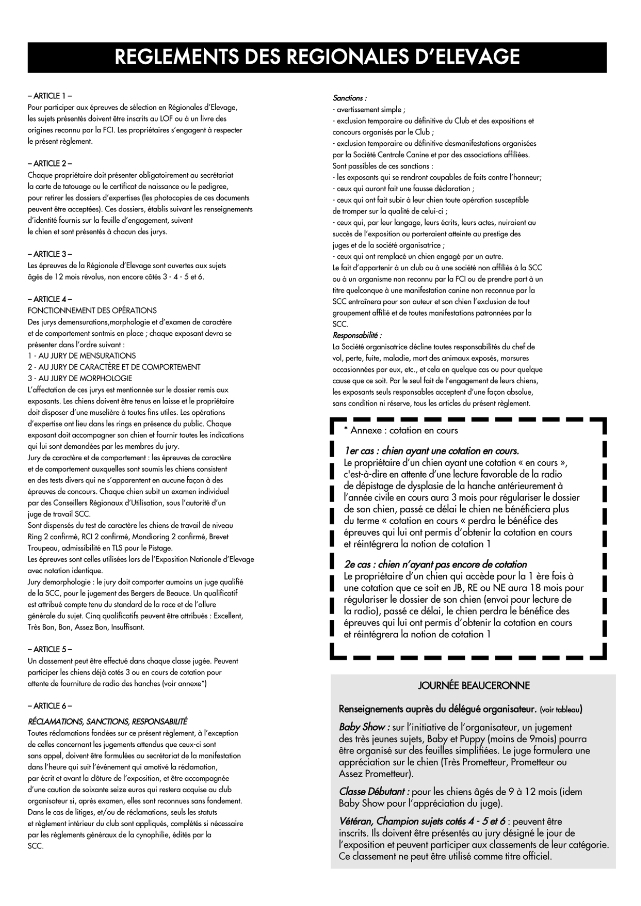 REGLEMENTS DES REGIONALES D’ELEVAGE
– ARTICLE 1 –
Pour participer aux épreuves de sélection en Régionales d’Elevage,
les sujets présentés doivent être inscrits au LOF ou à un livre des
origines reconnu par la FCI. Les propriétaires s’engagent à respecter
le présent règlement.
– ARTICLE 2 –
Chaque propriétaire doit présenter obligatoirement au secrétariat
la carte de tatouage ou le certificat de naissance ou le pedigree,
pour retirer les dossiers d’expertises (les photocopies de ces documents
peuvent être acceptées). Ces dossiers, établis suivant les renseignements
d’identité fournis sur la feuille d’engagement, suivent
le chien et sont présentés à chacun des jurys.
– ARTICLE 3 –
Les épreuves de la Régionale d’Elevage sont ouvertes aux sujets
âgés de 12 mois révolus, non encore côtés 3 - 4 - 5 et 6.
– ARTICLE 4 –
FONCTIONNEMENT DES OPÉRATIONS
Des jurys demensurations,morphologie et d’examen de caractère
et de comportement sontmis en place ; chaque exposant devra se
présenter dans l’ordre suivant :
1 - AU JURY DE MENSURATIONS
2 - AU JURY DE CARACTÈRE ET DE COMPORTEMENT
3 - AU JURY DE MORPHOLOGIE
L’affectation de ces jurys est mentionnée sur le dossier remis aux
exposants. Les chiens doivent être tenus en laisse et le propriétaire
doit disposer d’une muselière à toutes fins utiles. Les opérations
d’expertise ont lieu dans les rings en présence du public. Chaque
exposant doit accompagner son chien et fournir toutes les indications
qui lui sont demandées par les membres du jury.
Jury de caractère et de comportement : les épreuves de caractère
et de comportement auxquelles sont soumis les chiens consistent
en des tests divers qui ne s’apparentent en aucune façon à des
épreuves de concours. Chaque chien subit un examen individuel
par des Conseillers Régionaux d’Utilisation, sous l’autorité d’un
juge de travail SCC.
Sont dispensés du test de caractère les chiens de travail de niveau
Ring 2 confirmé, RCI 2 confirmé, Mondioring 2 confirmé, Brevet
Troupeau, admissibilité en TLS pour le Pistage.
Les épreuves sont celles utilisées lors de l’Exposition Nationale d’Elevage
avec notation identique.
Jury demorphologie : le jury doit comporter aumoins un juge qualifié
de la SCC, pour le jugement des Bergers de Beauce. Un qualificatif
est attribué compte tenu du standard de la race et de l’allure
générale du sujet. Cinq qualificatifs peuvent être attribués : Excellent,
Très Bon, Bon, Assez Bon, Insuffisant.
– ARTICLE 5 –
Un classement peut être effectué dans chaque classe jugée. Peuvent
participer les chiens déjà cotés 3 ou en cours de cotation pour
attente de fourniture de radio des hanches (voir annexe*)
– ARTICLE 6 –
RÉCLAMATIONS, SANCTIONS, RESPONSABILITÉ
Toutes réclamations fondées sur ce présent règlement, à l’exception
de celles concernant les jugements attendus que ceux-ci sont
sans appel, doivent être formulées au secrétariat de la manifestation
dans l’heure qui suit l’événement qui amotivé la réclamation,
par écrit et avant la clôture de l’exposition, et être accompagnée
d’une caution de soixante seize euros qui restera acquise au club
organisateur si, après examen, elles sont reconnues sans fondement.
Dans le cas de litiges, et/ou de réclamations, seuls les statuts
et règlement intérieur du club sont appliqués, complétés si nécessaire
par les règlements généraux de la cynophilie, édités par la
SCC.
Sanctions :
- avertissement simple ;
- exclusion temporaire ou définitive du Club et des expositions et
concours organisés par le Club ;
- exclusion temporaire ou définitive desmanifestations organisées
par la Société Centrale Canine et par des associations affiliées.
Sont passibles de ces sanctions :
- les exposants qui se rendront coupables de faits contre l’honneur;
- ceux qui auront fait une fausse déclaration ;
- ceux qui ont fait subir à leur chien toute opération susceptible
de tromper sur la qualité de celui-ci ;
- ceux qui, par leur langage, leurs écrits, leurs actes, nuiroient au
succès de l’exposition ou porteraient atteinte au prestige des
juges et de la société organisatrice ;
- ceux qui ont remplacé un chien engagé par un autre.
Le fait d’appartenir à un club ou à une société non affiliés à la SCC
ou à un organisme non reconnu par la FCI ou de prendre part à un
titre quelconque à une manifestation canine non reconnue par la
SCC entraînera pour son auteur et son chien l’exclusion de tout
groupement affilié et de toutes manifestations patronnées par la
SCC.
Responsabilité :
La Société organisatrice décline toutes responsabilités du chef de
vol, perte, fuite, maladie, mort des animaux exposés, morsures
occasionnées par eux, etc., et cela en quelque cas ou pour quelque
cause que ce soit. Par le seul fait de l’engagement de leurs chiens,
les exposants seuls responsables acceptent d’une façon absolue,
sans condition ni réserve, tous les articles du présent règlement.
* Annexe : cotation en cours
1er cas : chien ayant une cotation en cours.
Le propriétaire d’un chien ayant une cotation « en cours »,
c’est-à-dire en attente d’une lecture favorable de la radio
de dépistage de dysplasie de la hanche antérieurement à
l’année civile en cours aura 3 mois pour régulariser le dossier
de son chien, passé ce délai le chien ne bénéficiera plus
du terme « cotation en cours « perdra le bénéfice des
épreuves qui lui ont permis d’obtenir la cotation en cours
et réintégrera la notion de cotation 1
2e cas : chien n’ayant pas encore de cotation
Le propriétaire d’un chien qui accède pour la 1 ère fois à
une cotation que ce soit en JB, RE ou NE aura 18 mois pour
régulariser le dossier de son chien (envoi pour lecture de
la radio), passé ce délai, le chien perdra le bénéfice des
épreuves qui lui ont permis d’obtenir la cotation en cours
et réintégrera la notion de cotation 1
JOURNÉE BEAUCERONNE
Renseignements auprès du délégué organisateur. (voir tableau)
Baby Show : sur l’initiative de l’organisateur, un jugement
des très jeunes sujets, Baby et Puppy (moins de 9mois) pourra
être organisé sur des feuilles simplifiées. Le juge formulera une
appréciation sur le chien (Très Prometteur, Prometteur ou
Assez Prometteur).
Classe Débutant : pour les chiens âgés de 9 à 12 mois (idem
Baby Show pour l’appréciation du juge).
Vétéran, Champion sujets cotés 4 - 5 et 6 : peuvent être
inscrits. Ils doivent être présentés au jury désigné le jour de
l’exposition et peuvent participer aux classements de leur catégorie.
Ce classement ne peut être utilisé comme titre officiel.